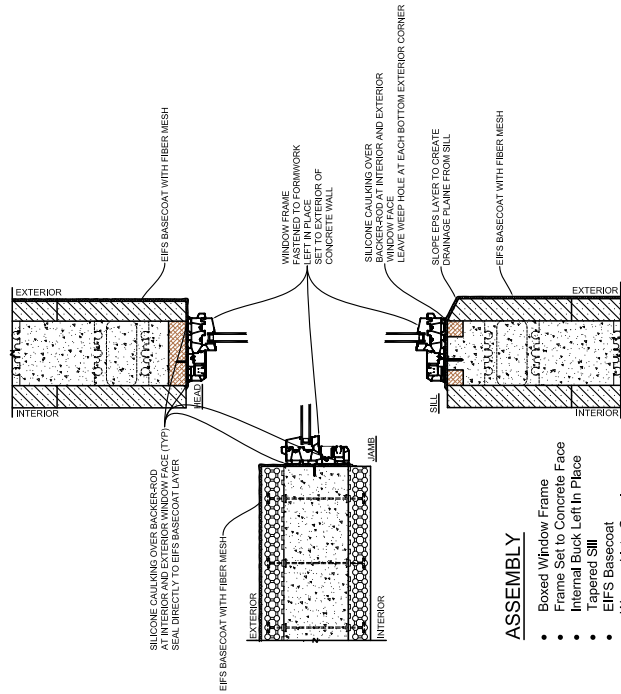 EXTERIOR
INTERIOR
EIFS BASECOAT WITH FIBER MESH
HEAD
SILICONE CAULKING OVER BACKER-ROD
AT INTERIOR AND EXTERIOR WINDOW FACE (TYP)
SEAL DIRECTLY TO EIFS BASECOAT LAYER
WINDOW FRAME
FASTENED TO FORMWORK
LEFT IN PLACE
SET TO EXTERIOR OF
CONCRETE WALL
EIFS BASECOAT WITH FIBER MESH
EXTERIOR
INTERIOR
JAMB
SILICONE CAULKING OVER
BACKER-ROD AT INTERIOR AND EXTERIOR
WINDOW FACE
LEAVE WEEP HOLE AT EACH BOTTOM EXTERIOR CORNER
SLOPE EPS LAYER TO CREATE
DRAINAGE PLAINE FROM SILL
EIFS BASECOAT WITH FIBER MESH
SILL
EXTERIOR
INTERIOR
ASSEMBLY
• Boxed Window Frame
• Frame Set to Concrete Face
• Internal Buck Left In Place
• Tapered Sill
• EIFS Basecoat